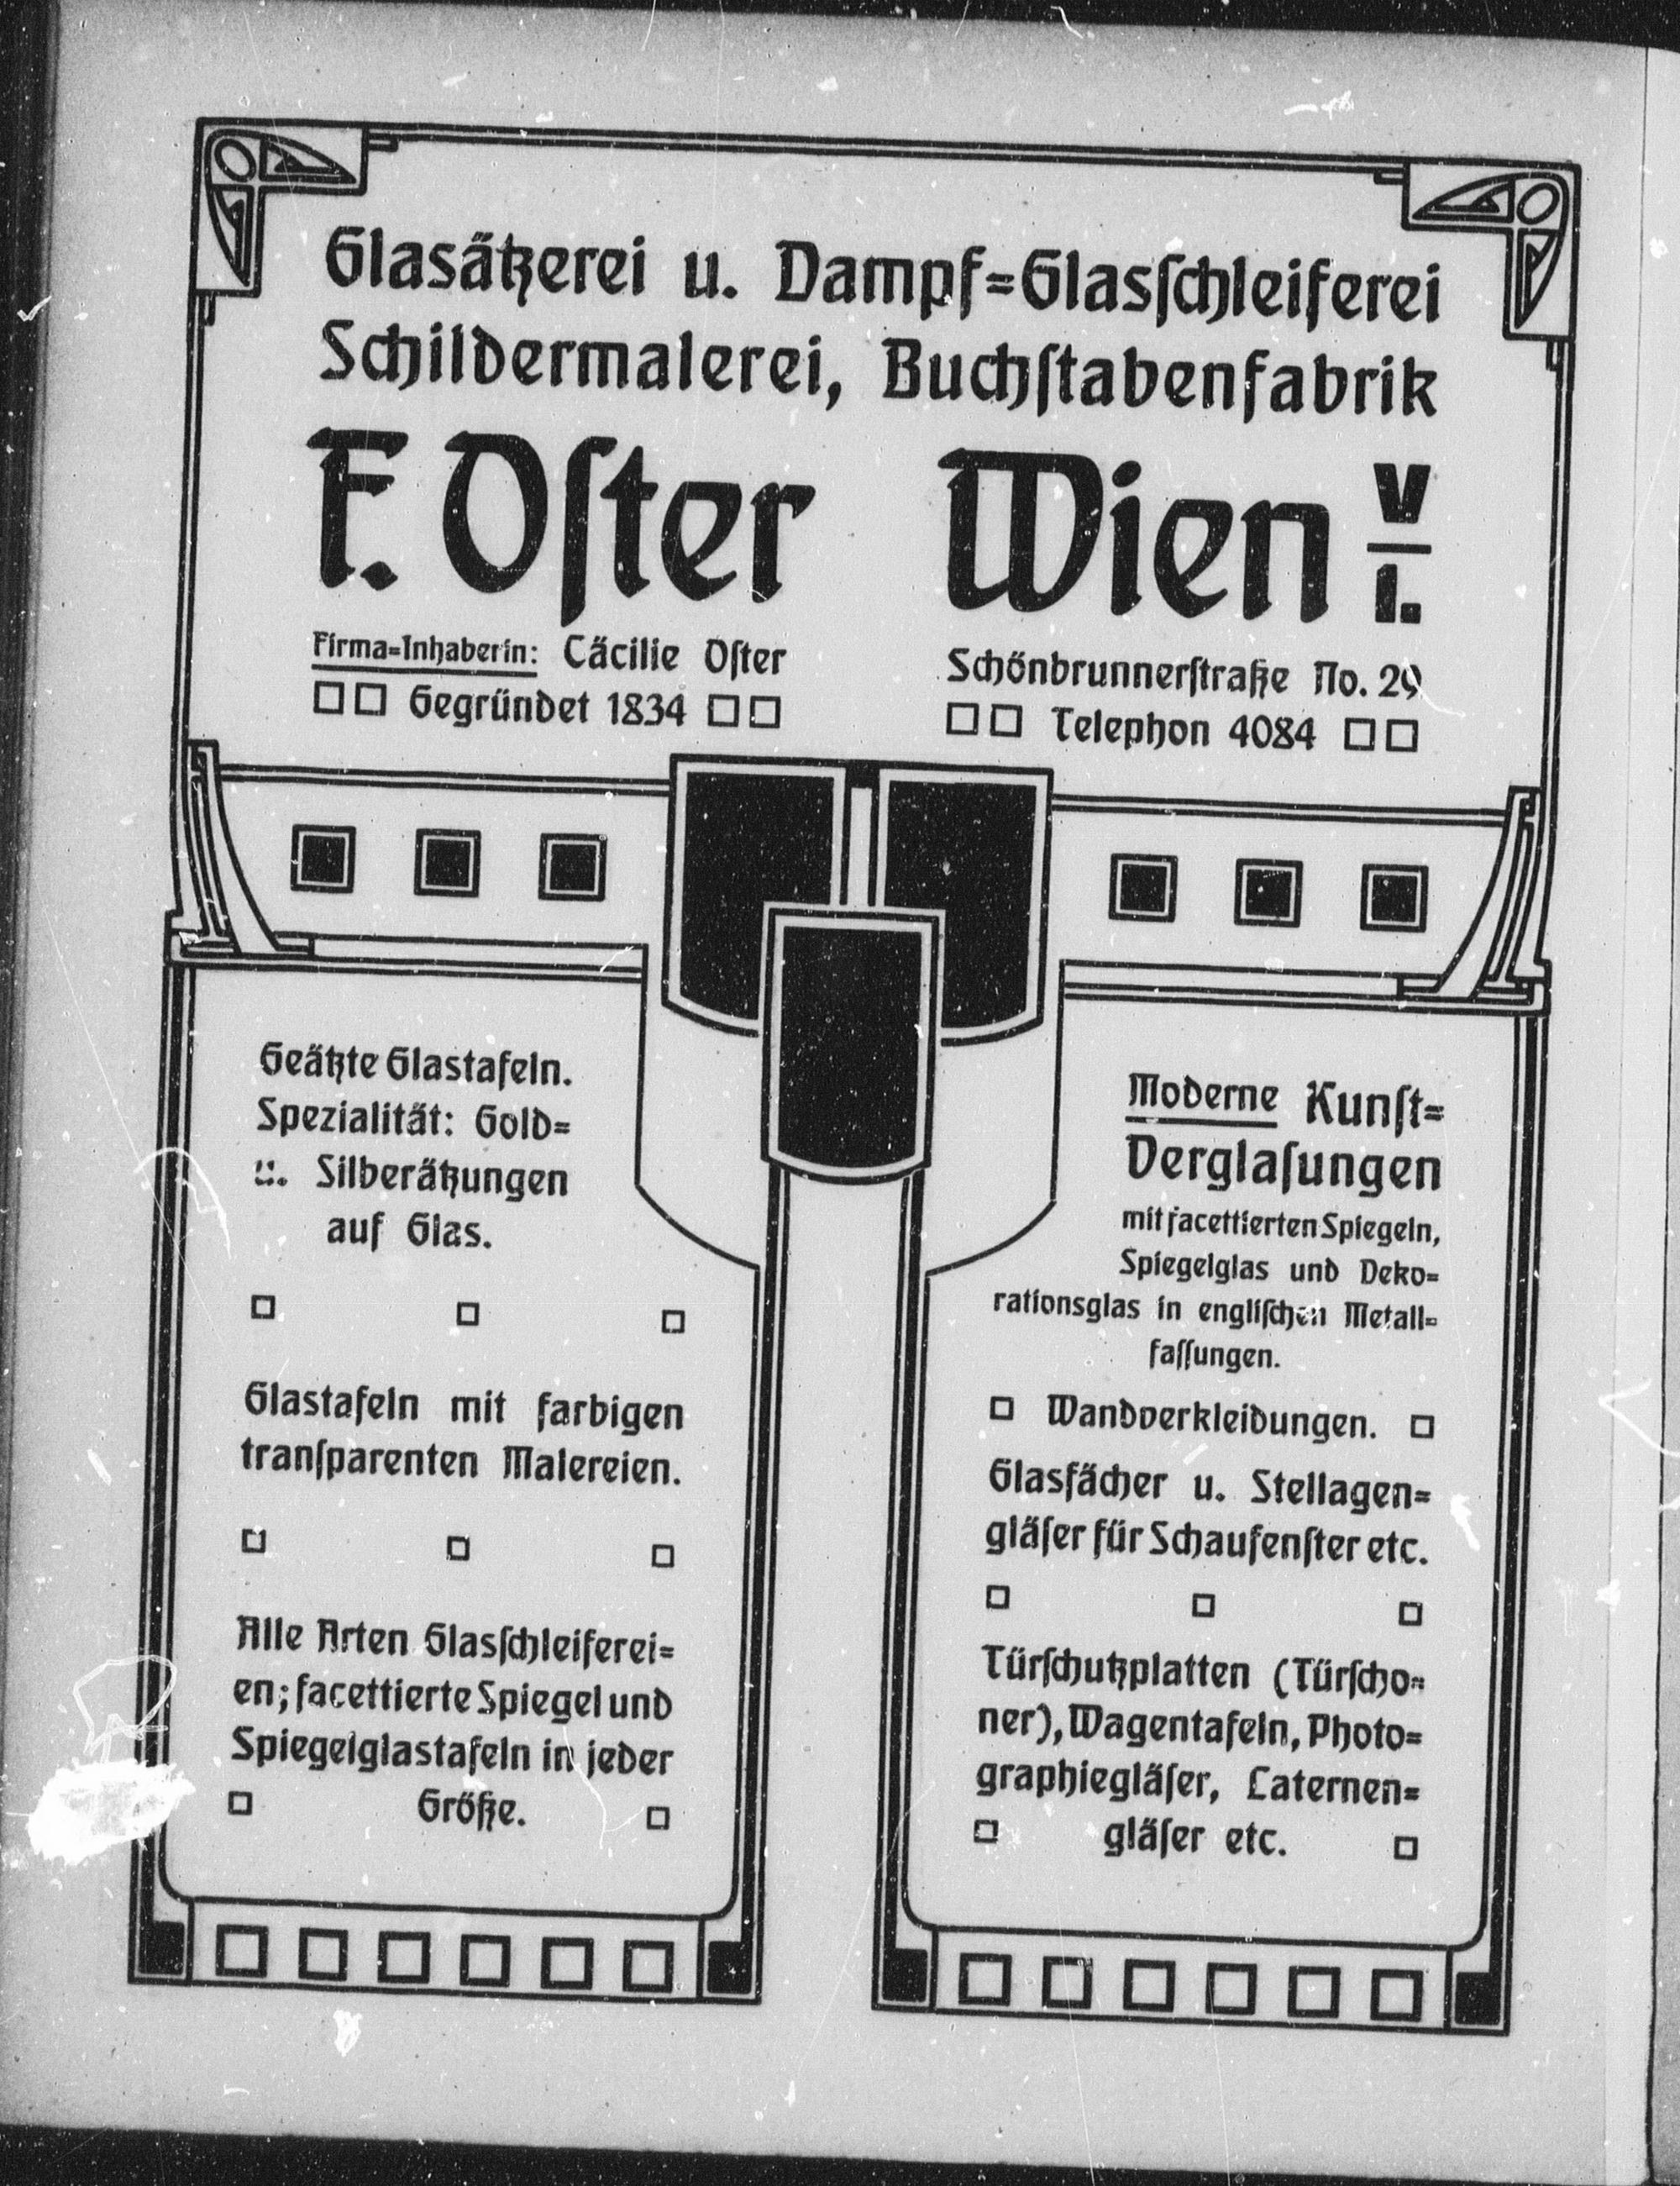 Glasätzerei u. Dampf=Glasſchleiferei
Schildermalerei, Buchſtabenfabrik
F. Oſter Wien V/1.
Firma=Inhaberin: Cäcilie Oſter
Gegründet 1834
Schönbrunnerſtraße No. 29
Telephon 4084
Geätzte Glastafeln.
Spezialität: Gold=
u. Silberätzungen
auf Glas.
Glastafeln mit farbigen
tranſparenten Malereien.
Alle Arten Glasſchleiferei=
en; facettierte Spiegel und
Spiegelglastafeln in jeder
Größe.
Moderne Kunſt=
Verglaſungen
mit facettierten Spiegeln,
Spiegelglas und Deko=
rationsglas in engliſchen Metall=
faſſungen.
Wandverkleidungen.
Glasfächer u. Stellagen=
gläſer für Schaufenſter etc.
Türſchutzplatten (Türſcho=
ner), Wagentafeln, Photo=
graphiegläſer, Laternen=
gläſer etc.